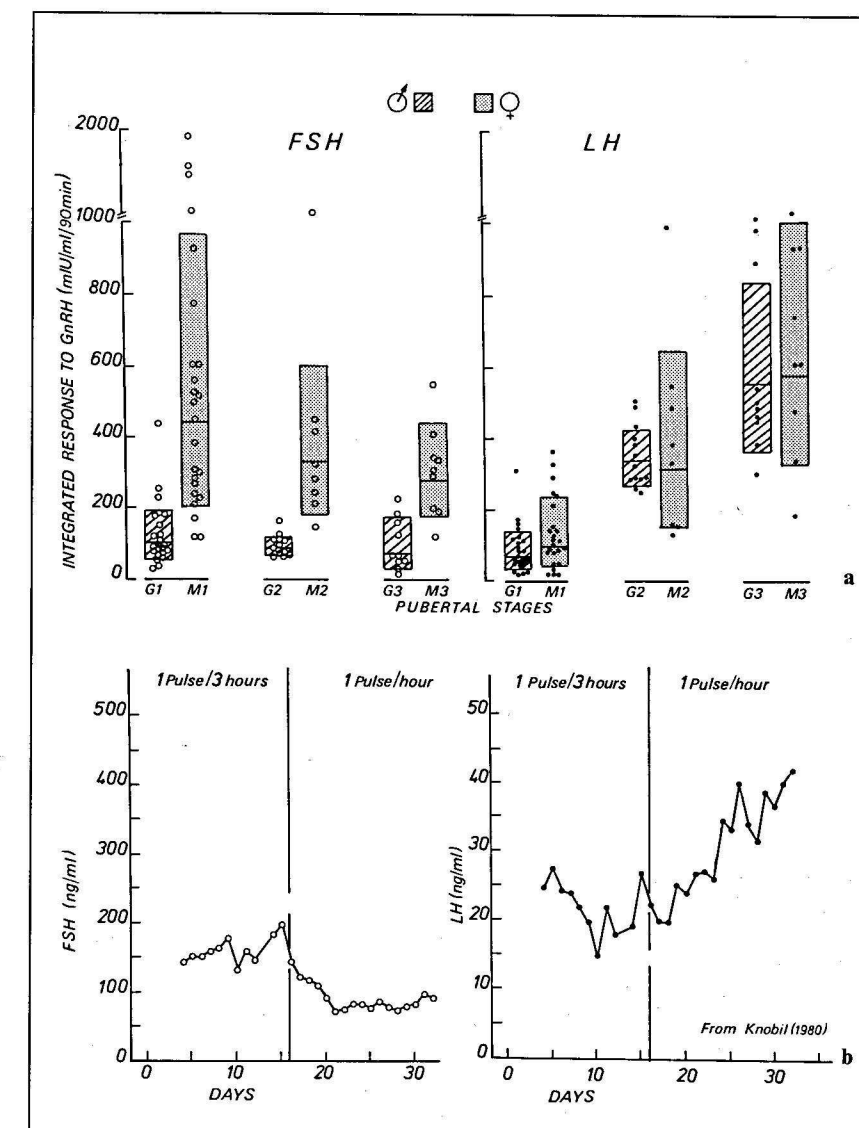 ♂ ♀
FSH
LH
INTEGRATED RESPONSE TO GnRH (mIU/ml/90min)
2000
1000
800
600
400
200
0
G1 M1 G2 M2 G3 M3
G1 M1 G2 M2 G3 M3
PUBERTAL STAGES
a
1 Pulse/3 hours 1 Pulse/hour
FSH (ng/ml)
500
400
300
200
100
0
0 10 20 30
DAYS
1 Pulse/3 hours 1 Pulse/hour
LH (ng/ml)
50
40
30
20
10
0
From Knobil (1980)
0 10 20 30
DAYS
b